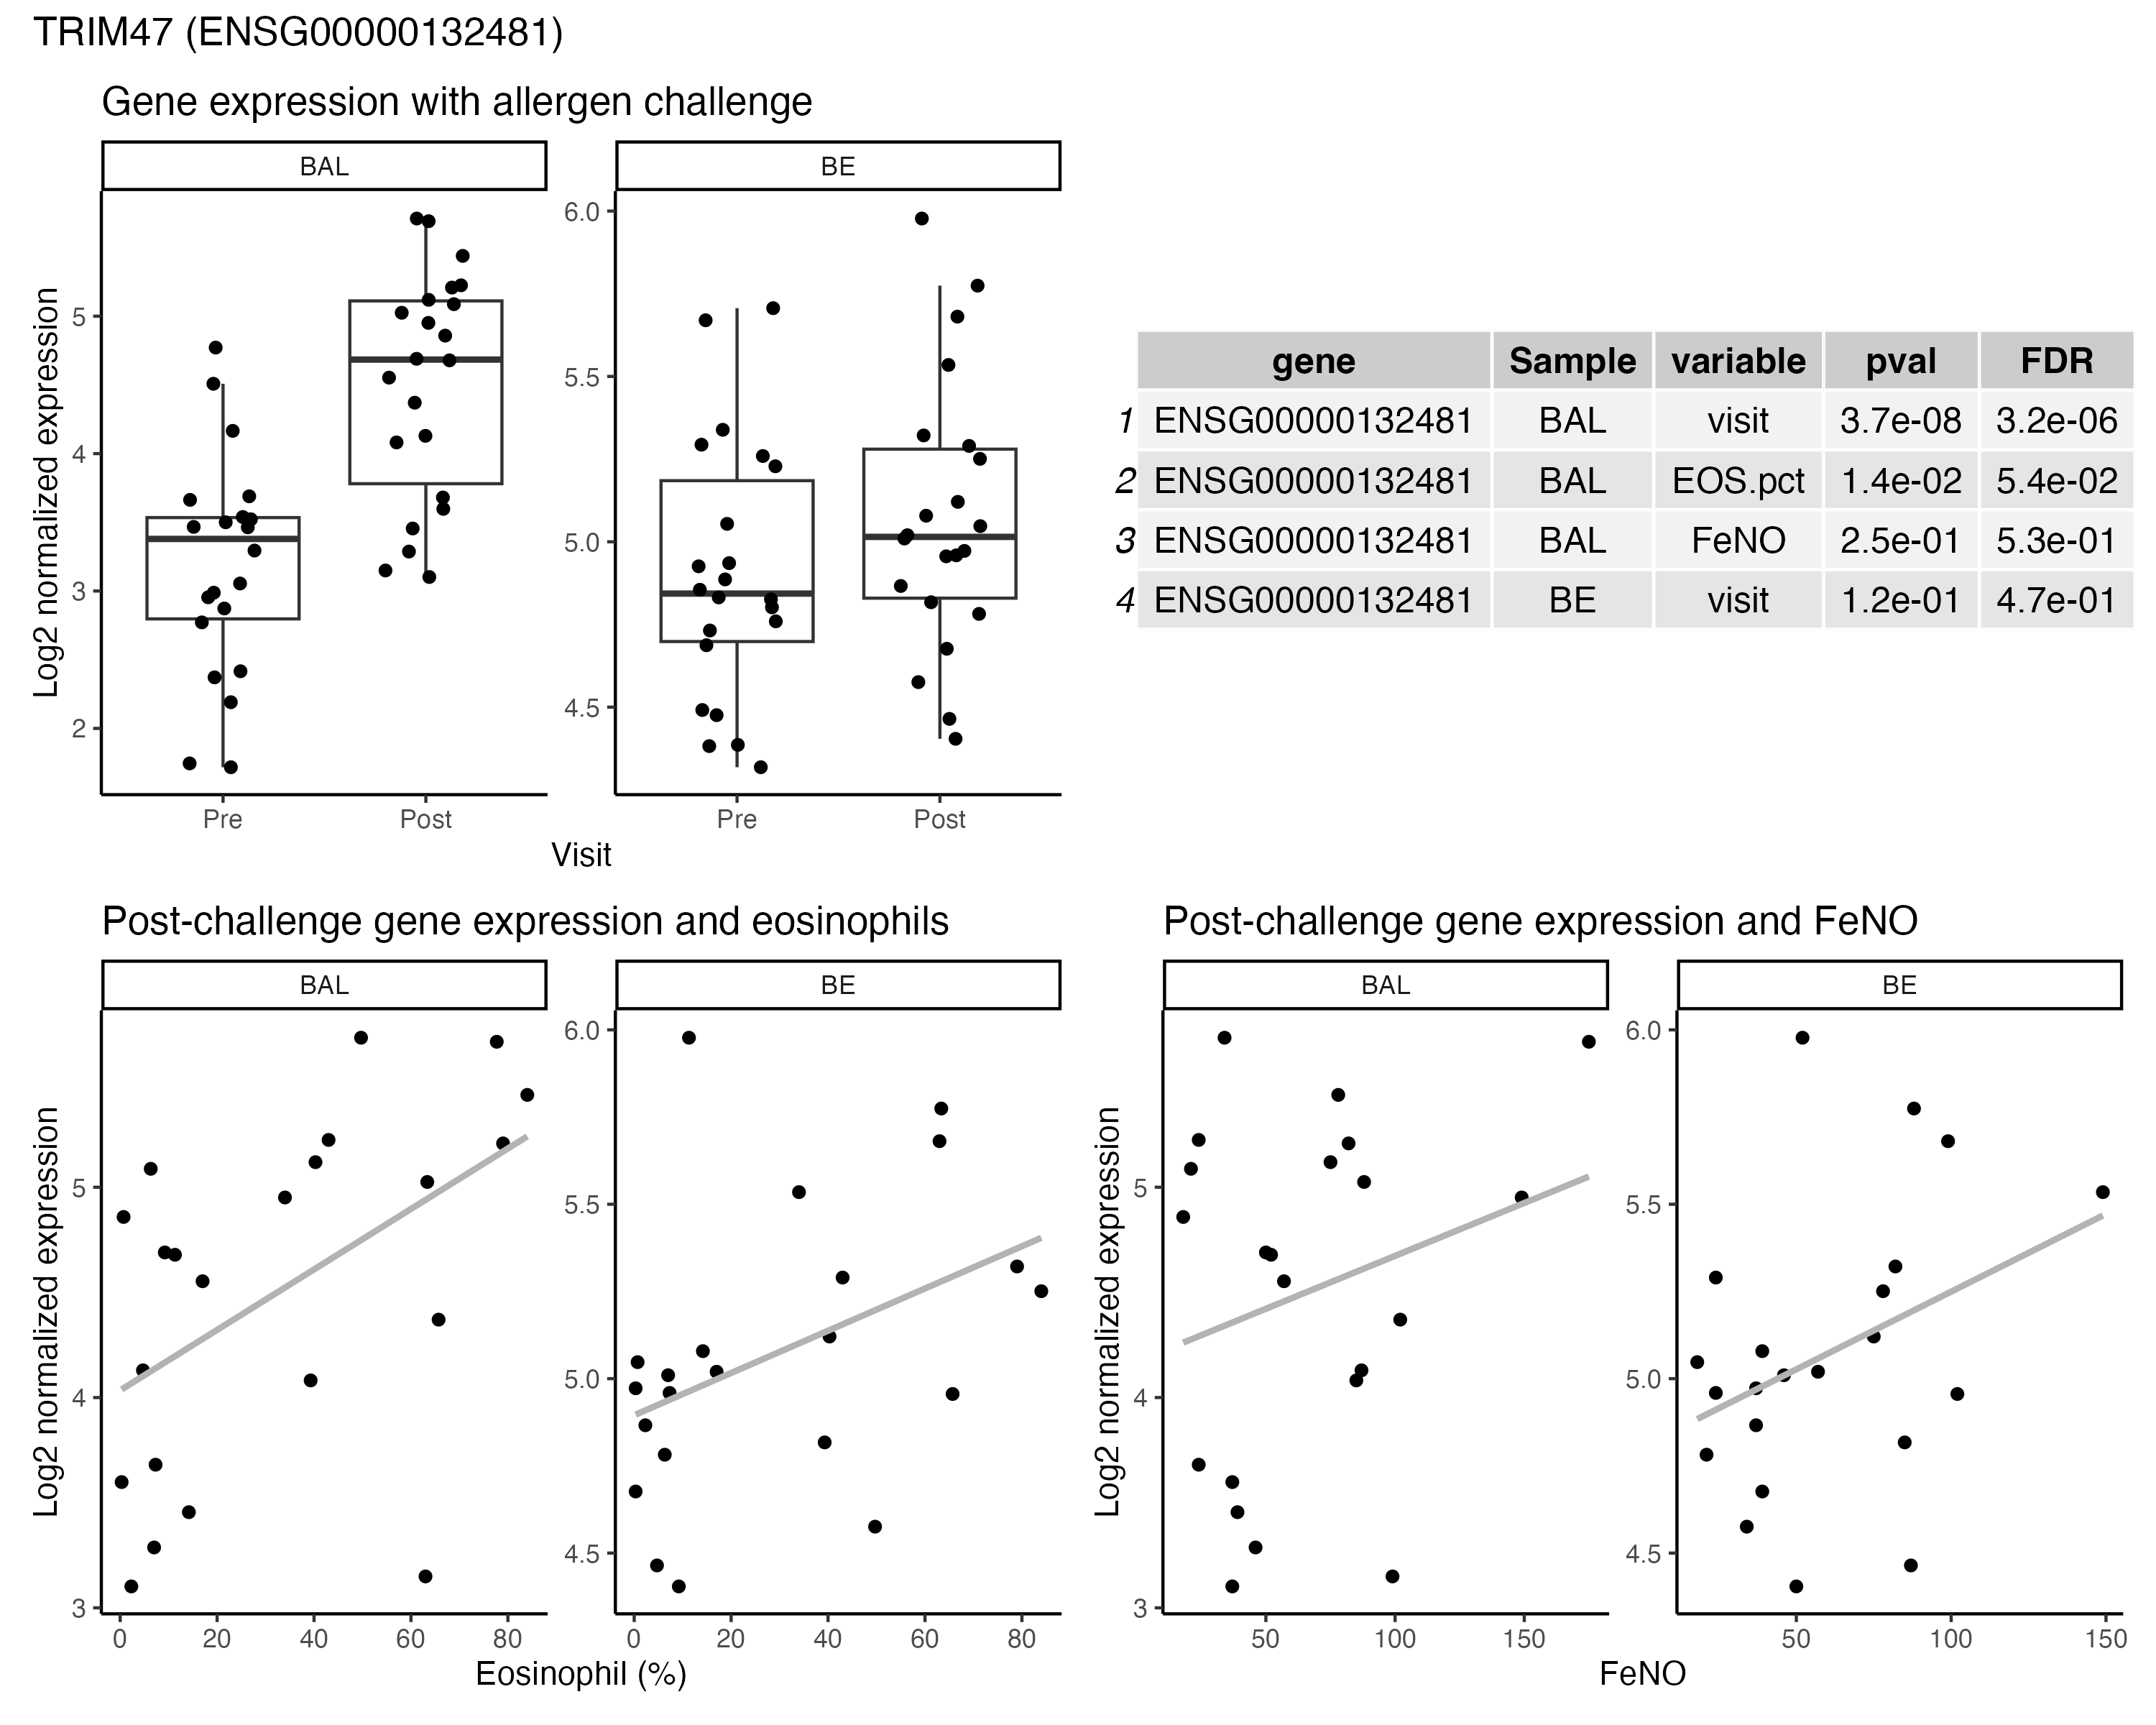 TRIM47 (ENSG00000132481)
Gene expression with allergen challenge
BAL
BE
Log2 normalized expression
5
4
3
2
6.0
5.5
5.0
4.5
Pre
Post
Pre
Post
Visit
gene Sample variable pval FDR
1 ENSG00000132481 BAL visit 3.7e-08 3.2e-06
2 ENSG00000132481 BAL EOS.pct 1.4e-02 5.4e-02
3 ENSG00000132481 BAL FeNO 2.5e-01 5.3e-01
4 ENSG00000132481 BE visit 1.2e-01 4.7e-01
Post-challenge gene expression and eosinophils
BAL
BE
Log2 normalized expression
5
4
3
6.0
5.5
5.0
4.5
0 20 40 60 80
0 20 40 60 80
Eosinophil (%)
Post-challenge gene expression and FeNO
BAL
BE
Log2 normalized expression
5
4
3
6.0
5.5
5.0
4.5
50 100 150
50 100 150
FeNO